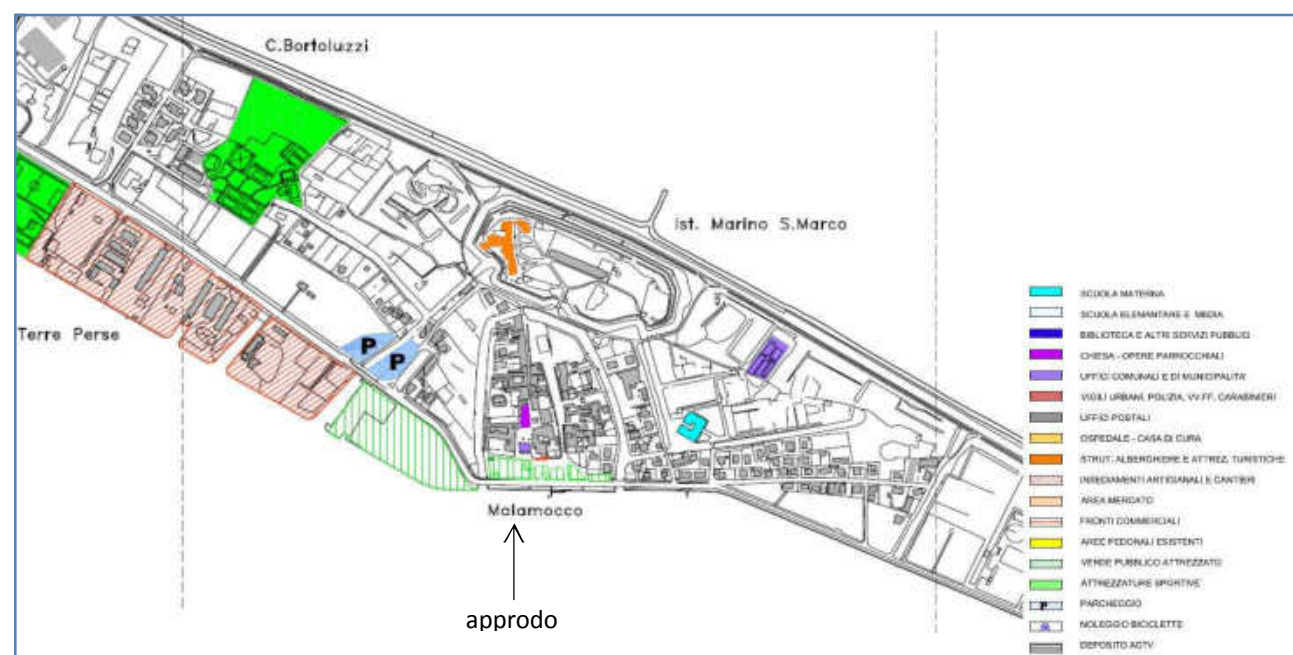 C.Bortoluzzi
Ist. Marino S.Marco
Terre Perse
P
P
Malamocco
approdo
SCUOLA MATERNA
SCUOLA ELEMANTARE E MEDIA
BIBLIOTECA E ALTRI SERVIZI PUBBLICI
CHIESA - OPERE PARROCCHIALI
UFFICI COMUNALI E DI MUNICIPALITA'
VIGILI URBANI, POLIZIA, VV.FF, CARABINIERI
UFFICI POSTALI
OSPEDALE - CASA DI CURA
STRUT. ALBERGHIERE E ATTREZ. TURISTICHE
INSEDIAMENTI ARTIGIANALI E CANTIERI
AREA MERCATO
FRONTI COMMERCIALI
AREE PEDONALI ESISTENTI
VERDE PUBBLICO ATTREZZATO
ATTREZZATURE SPORTIVE
P PARCHEGGIO
NOLEGGIO BICICLETTE
DEPOSITO ACTV